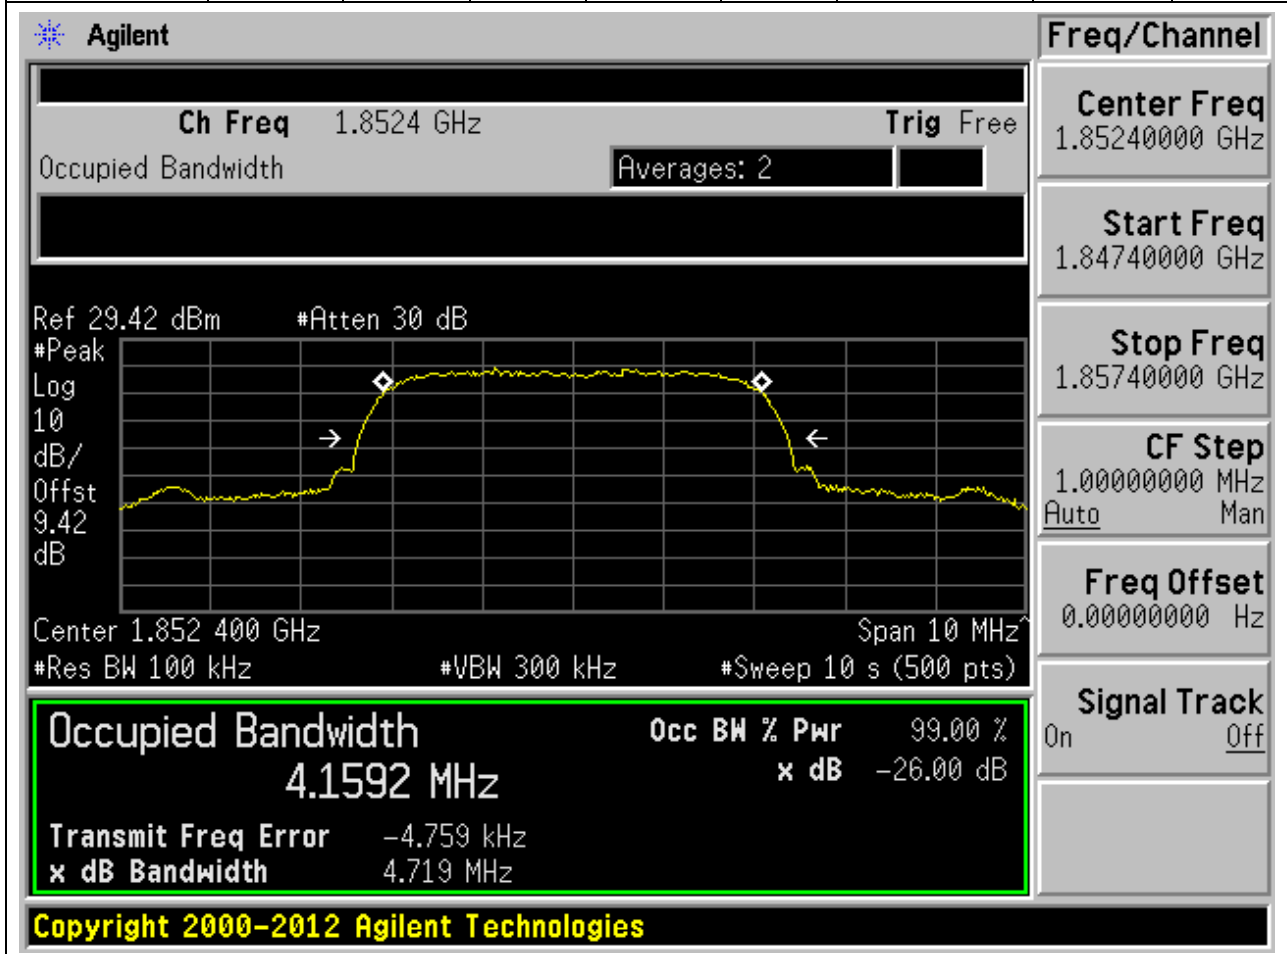 Agilent
Freq/Channel
Ch Freq 1.8524 GHz Trig Free
Occupied Bandwidth Averages: 2
Center Freq
1.85240000 GHz
Start Freq
1.84740000 GHz
Stop Freq
1.85740000 GHz
CF Step
1.00000000 MHz
Auto Man
Freq Offset
0.00000000 Hz
Signal Track
On Off
Ref 29.42 dBm #Atten 30 dB
#Peak
Log
10
dB/
Offst
9.42
dB
Center 1.852 400 GHz Span 10 MHz^
#Res BW 100 kHz #VBW 300 kHz #Sweep 10 s (500 pts)
Occupied Bandwidth Occ BW % Pwr 99.00 %
4.1592 MHz x dB -26.00 dB
Transmit Freq Error -4.759 kHz
x dB Bandwidth 4.719 MHz
Copyright 2000-2012 Agilent Technologies